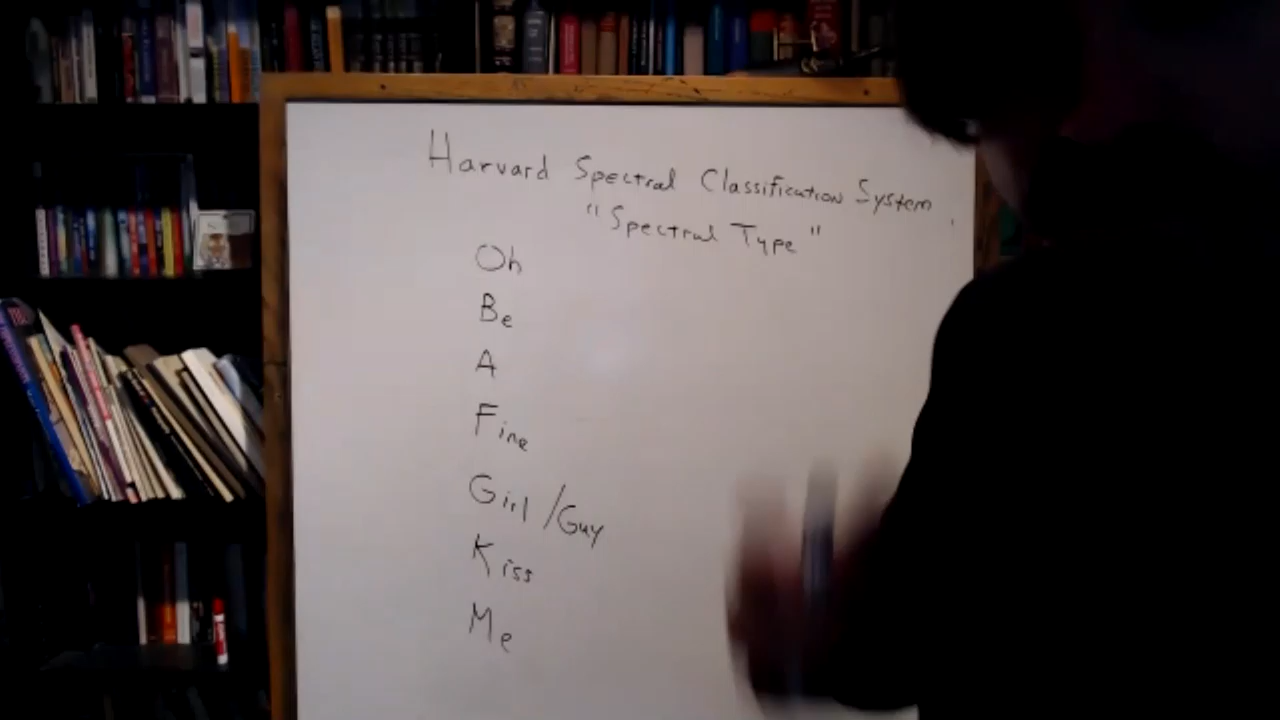 Harvard Spectral Classification System
"Spectral Type"
Oh
Be
A
Fine
Girl/Guy
Kiss
Me